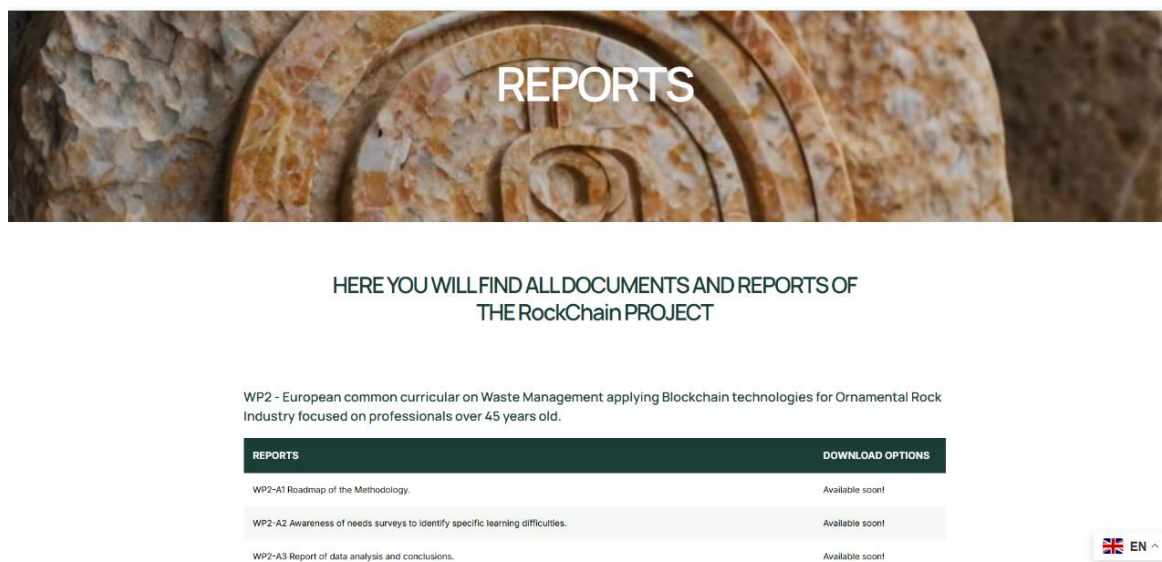 REPORTS
HERE YOU WILL FIND ALL DOCUMENTS AND REPORTS OF
THE RockChain PROJECT
WP2 - European common curricular on Waste Management applying Blockchain technologies for Ornamental Rock
Industry focused on professionals over 45 years old.
REPORTS DOWNLOAD OPTIONS
WP2-A1 Roadmap of the Methodology. Available soon!
WP2-A2 Awareness of needs surveys to identify specific learning difficulties. Available soon!
WP2-A3 Report of data analysis and conclusions. Available soon!
EN